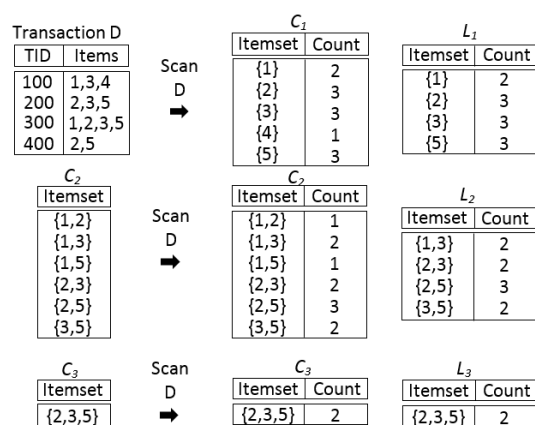 Transaction D
TID Items
100 1,3,4
200 2,3,5
300 1,2,3,5
400 2,5
Scan
D
C1
Itemset Count
{1} 2
{2} 3
{3} 3
{4} 1
{5} 3
L1
Itemset Count
{1} 2
{2} 3
{3} 3
{5} 3
C2
Itemset
{1,2}
{1,3}
{1,5}
{2,3}
{2,5}
{3,5}
Scan
D
C2
Itemset Count
{1,2} 1
{1,3} 2
{1,5} 1
{2,3} 2
{2,5} 3
{3,5} 2
L2
Itemset Count
{1,3} 2
{2,3} 2
{2,5} 3
{3,5} 2
C3
Itemset
{2,3,5}
Scan
D
C3
Itemset Count
{2,3,5} 2
L3
Itemset Count
{2,3,5} 2